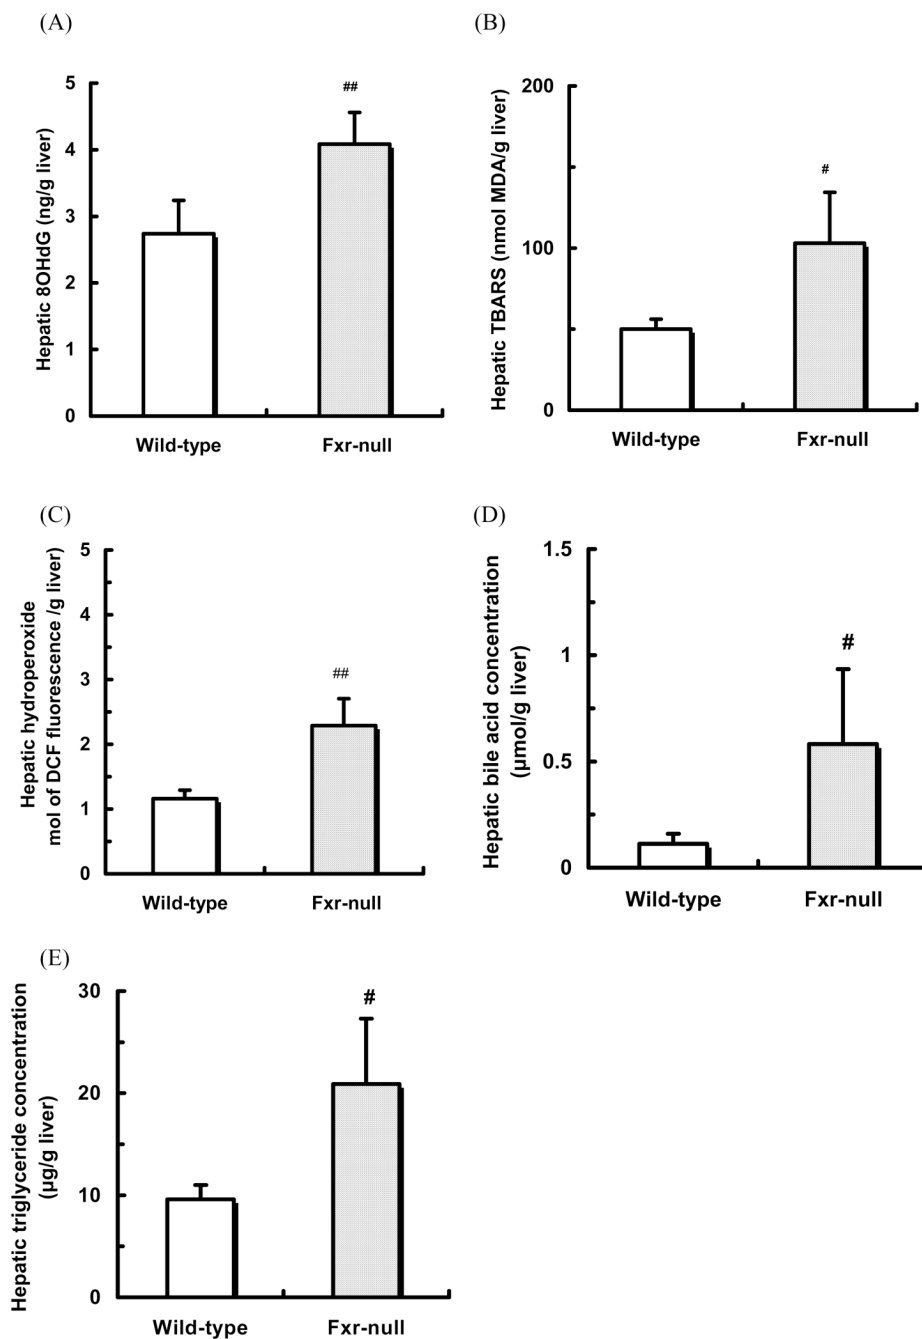 (A)
Hepatic 8OHdG (ng/g liver)
5
4
3
2
1
0
##
Wild-type Fxr-null
(B)
Hepatic TBARS (nmol MDA/g liver)
200
100
0
#
Wild-type Fxr-null
(C)
Hepatic hydroperoxide
mol of DCF fluorescence /g liver)
5
4
3
2
1
0
##
Wild-type Fxr-null
(D)
Hepatic bile acid concentration
(µmol/g liver)
1.5
1
0.5
0
#
Wild-type Fxr-null
(E)
Hepatic triglyceride concentration
(µg/g liver)
30
20
10
0
#
Wild-type Fxr-null